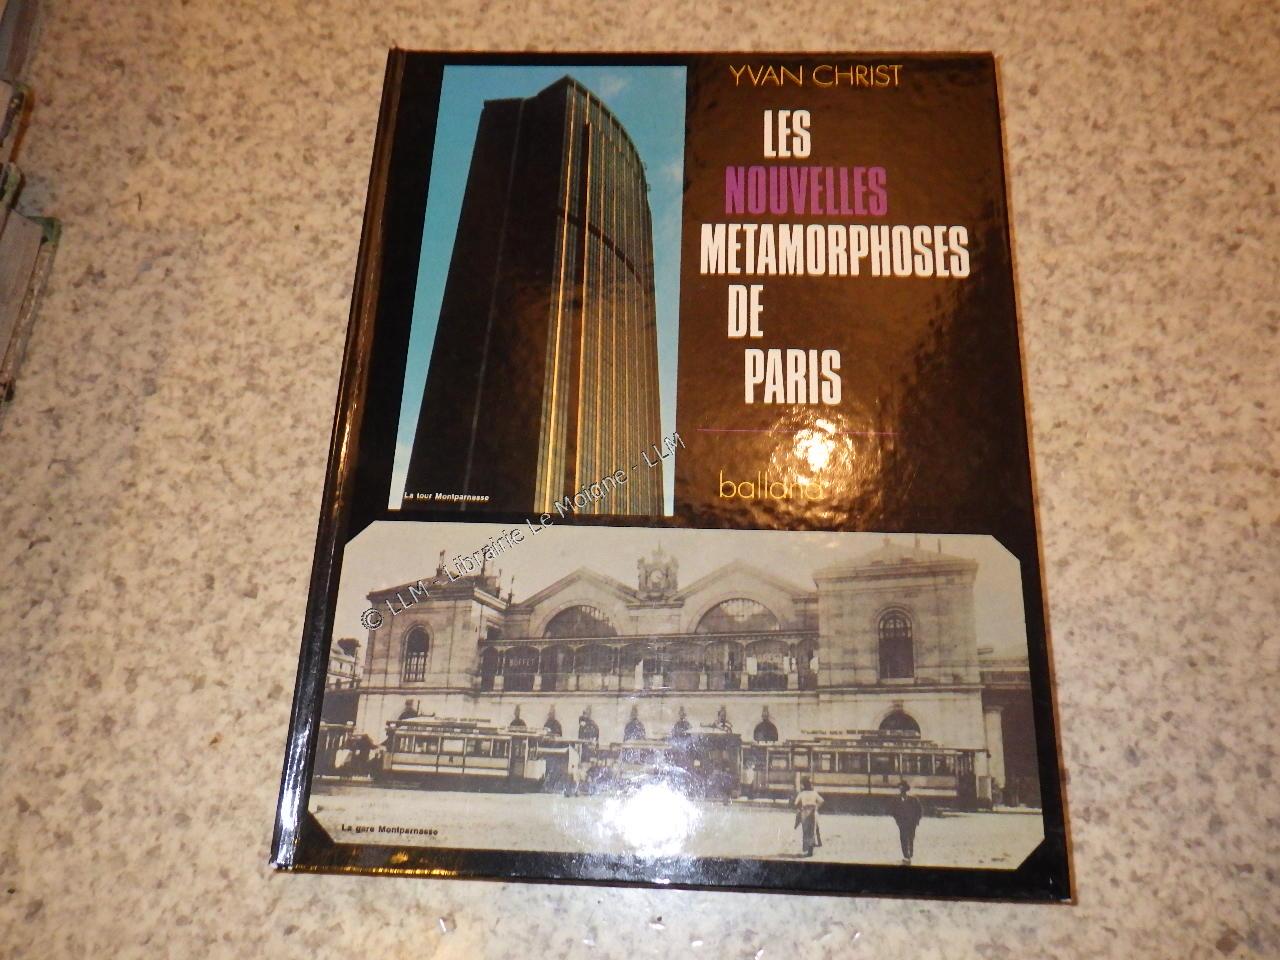 YVAN CHRIST
LES
NOUVELLES
METAMORPHOSES
DE
PARIS
balland
La tour Montparnasse
© LLM - Librairie Le Moigne - LLM
BUFFET
La gare Montparnasse